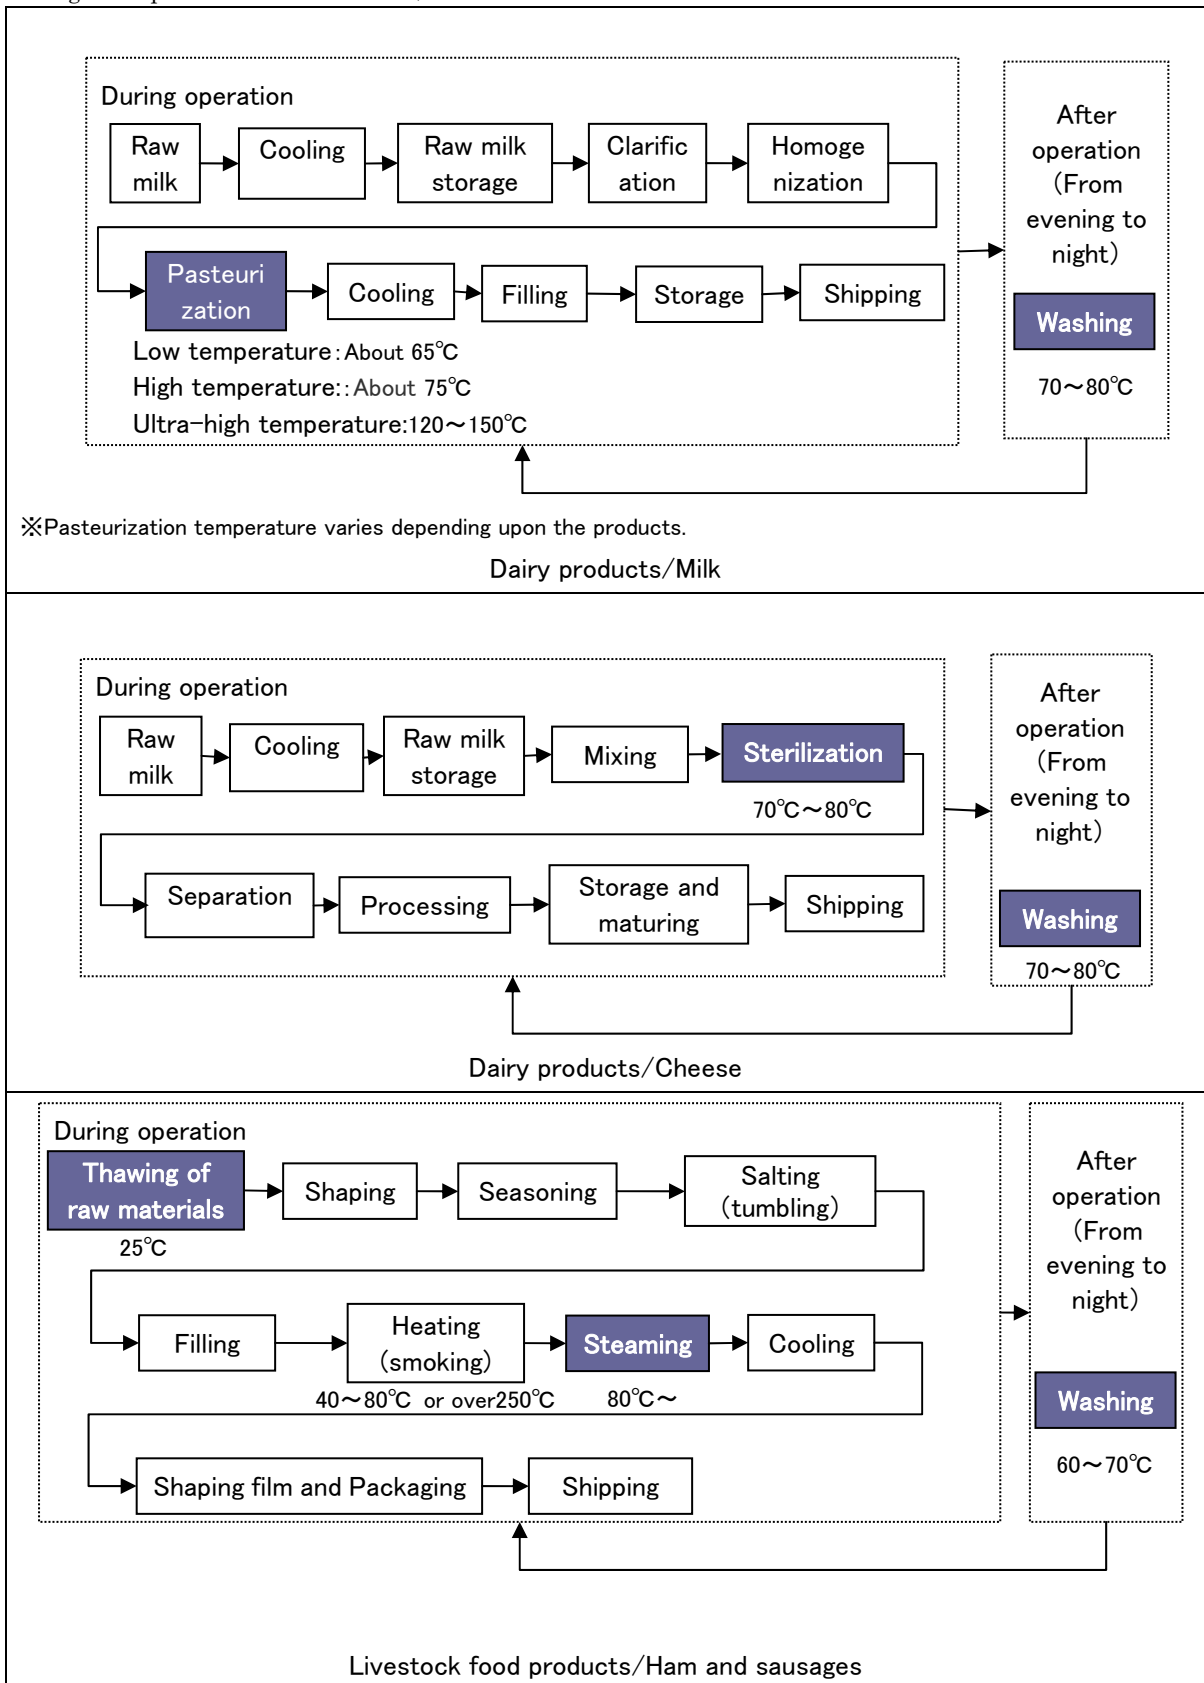 During operation
Raw
milk
Cooling
Raw milk
storage
Clarific
ation
Homoge
nization
Pasteuri
zation
Cooling
Filling
Storage
Shipping
Low temperature:About 65℃
High temperature::About 75℃
Ultra-high temperature:120～150℃
After
operation
(From
evening to
night)
Washing
70～80℃
※Pasteurization temperature varies depending upon the products.
Dairy products/Milk
During operation
Raw
milk
Cooling
Raw milk
storage
Mixing
Sterilization
70℃～80℃
Separation
Processing
Storage and
maturing
Shipping
After
operation
(From
evening to
night)
Washing
70～80℃
Dairy products/Cheese
During operation
Thawing of
raw materials
25℃
Shaping
Seasoning
Salting
(tumbling)
Filling
Heating
(smoking)
40～80℃ or over250℃
Steaming
80℃～
Cooling
Shaping film and Packaging
Shipping
After
operation
(From
evening to
night)
Washing
60～70℃
Livestock food products/Ham and sausages